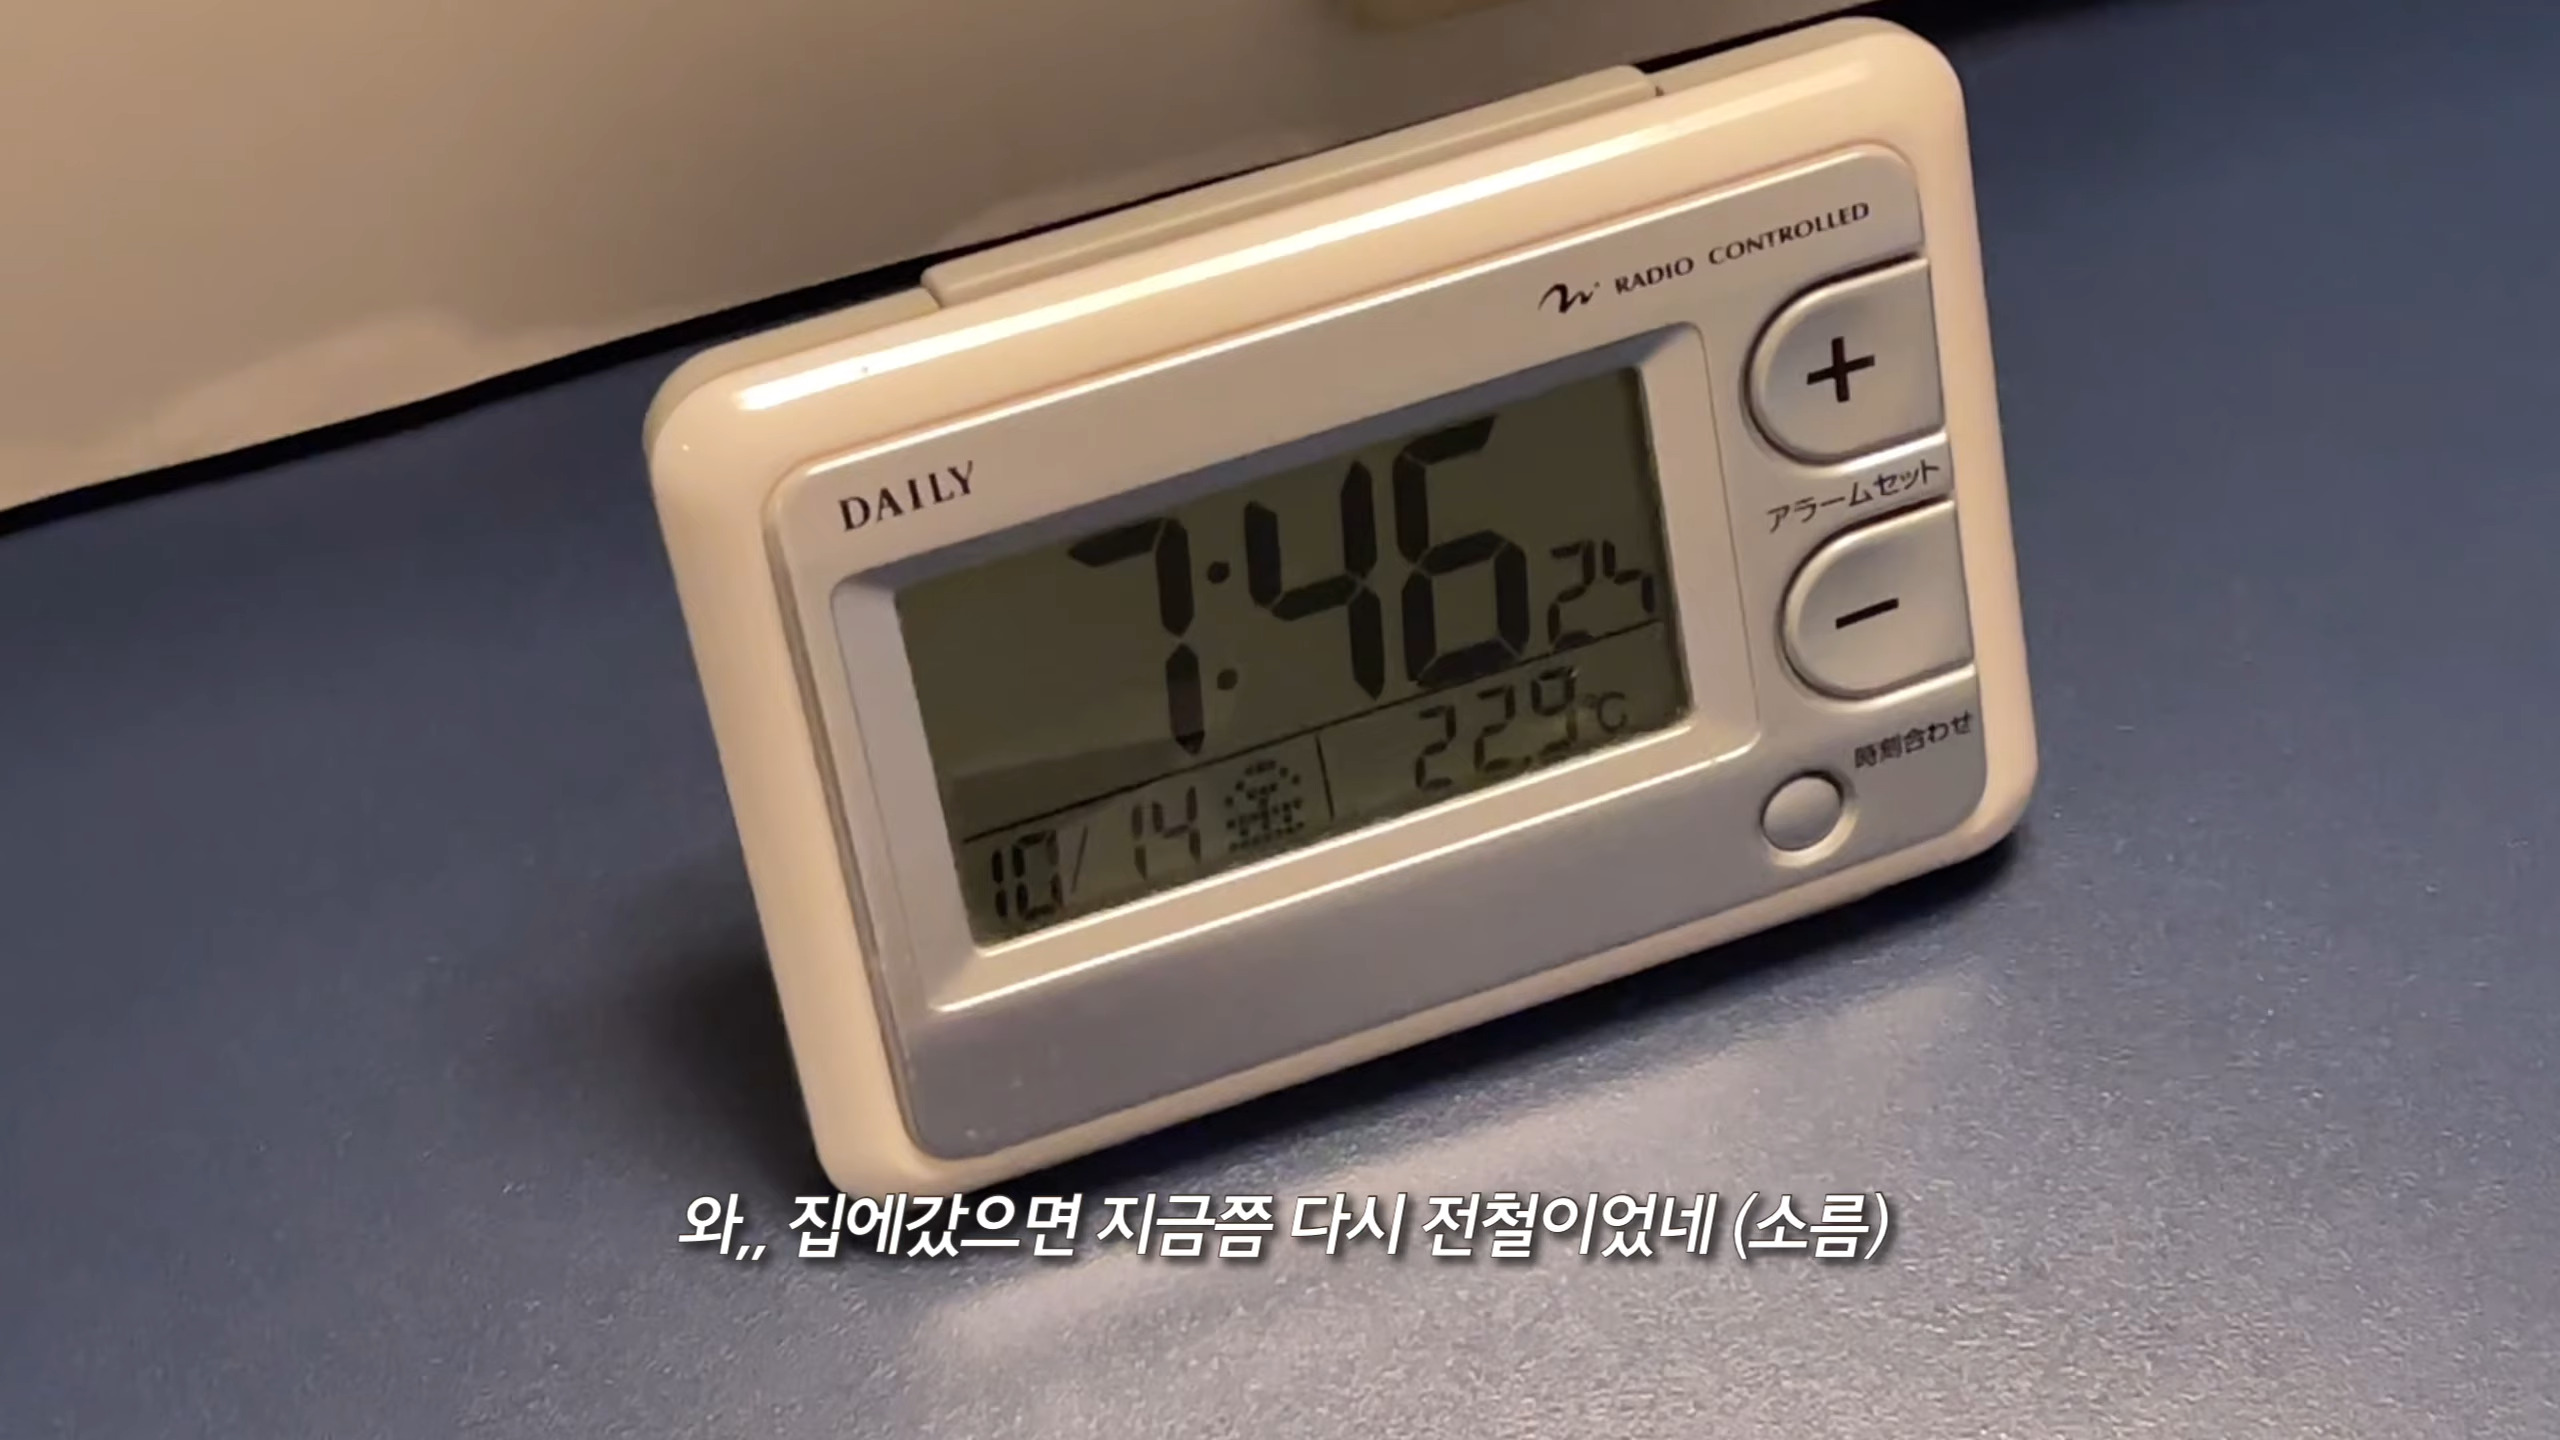 RADIO CONTROLLED
DAILY
アラームセット
7:46 25
時刻合わせ
10/14 金 22.9℃
와,, 집에갔으면 지금쯤 다시 전철이었네 (소름)